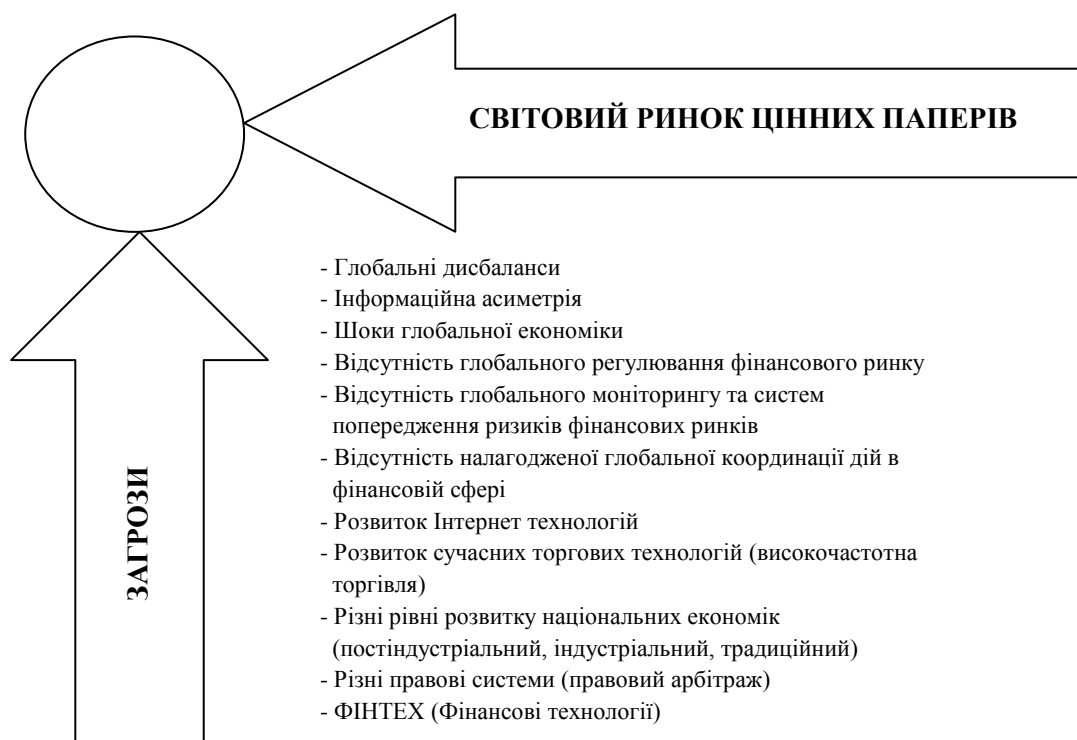 СВІТОВИЙ РИНОК ЦІННИХ ПАПЕРІВ
- Глобальні дисбаланси
- Інформаційна асиметрія
- Шоки глобальної економіки
- Відсутність глобального регулювання фінансового ринку
- Відсутність глобального моніторингу та систем
попередження ризиків фінансових ринків
- Відсутність налагодженої глобальної координації дій в
фінансовій сфері
- Розвиток Інтернет технологій
- Розвиток сучасних торгових технологій (високочастотна
торгівля)
- Різні рівні розвитку національних економік
(постіндустріальний, індустріальний, традиційний)
- Різні правові системи (правовий арбітраж)
- ФІНТЕХ (Фінансові технології)
ЗАГРОЗИ